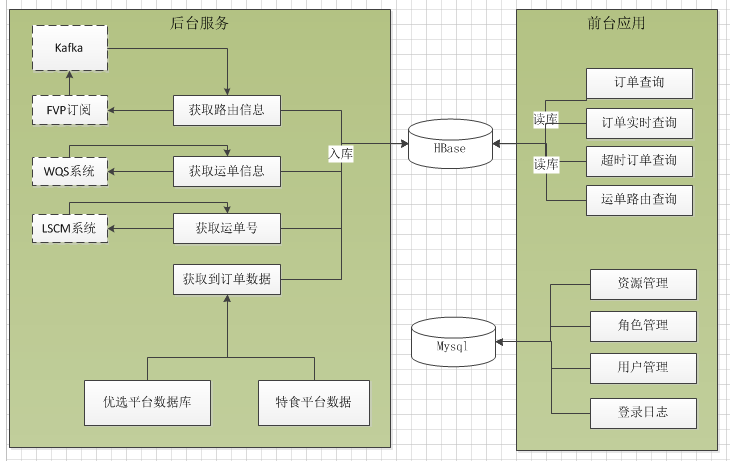 后台服务
Kafka
FVP订阅
获取路由信息
WQS系统
获取运单信息
LSCM系统
获取运单号
获取到订单数据
优选平台数据库
特食平台数据
入库
HBase
Mysql
前台应用
读库
读库
订单查询
订单实时查询
超时订单查询
运单路由查询
资源管理
角色管理
用户管理
登录日志